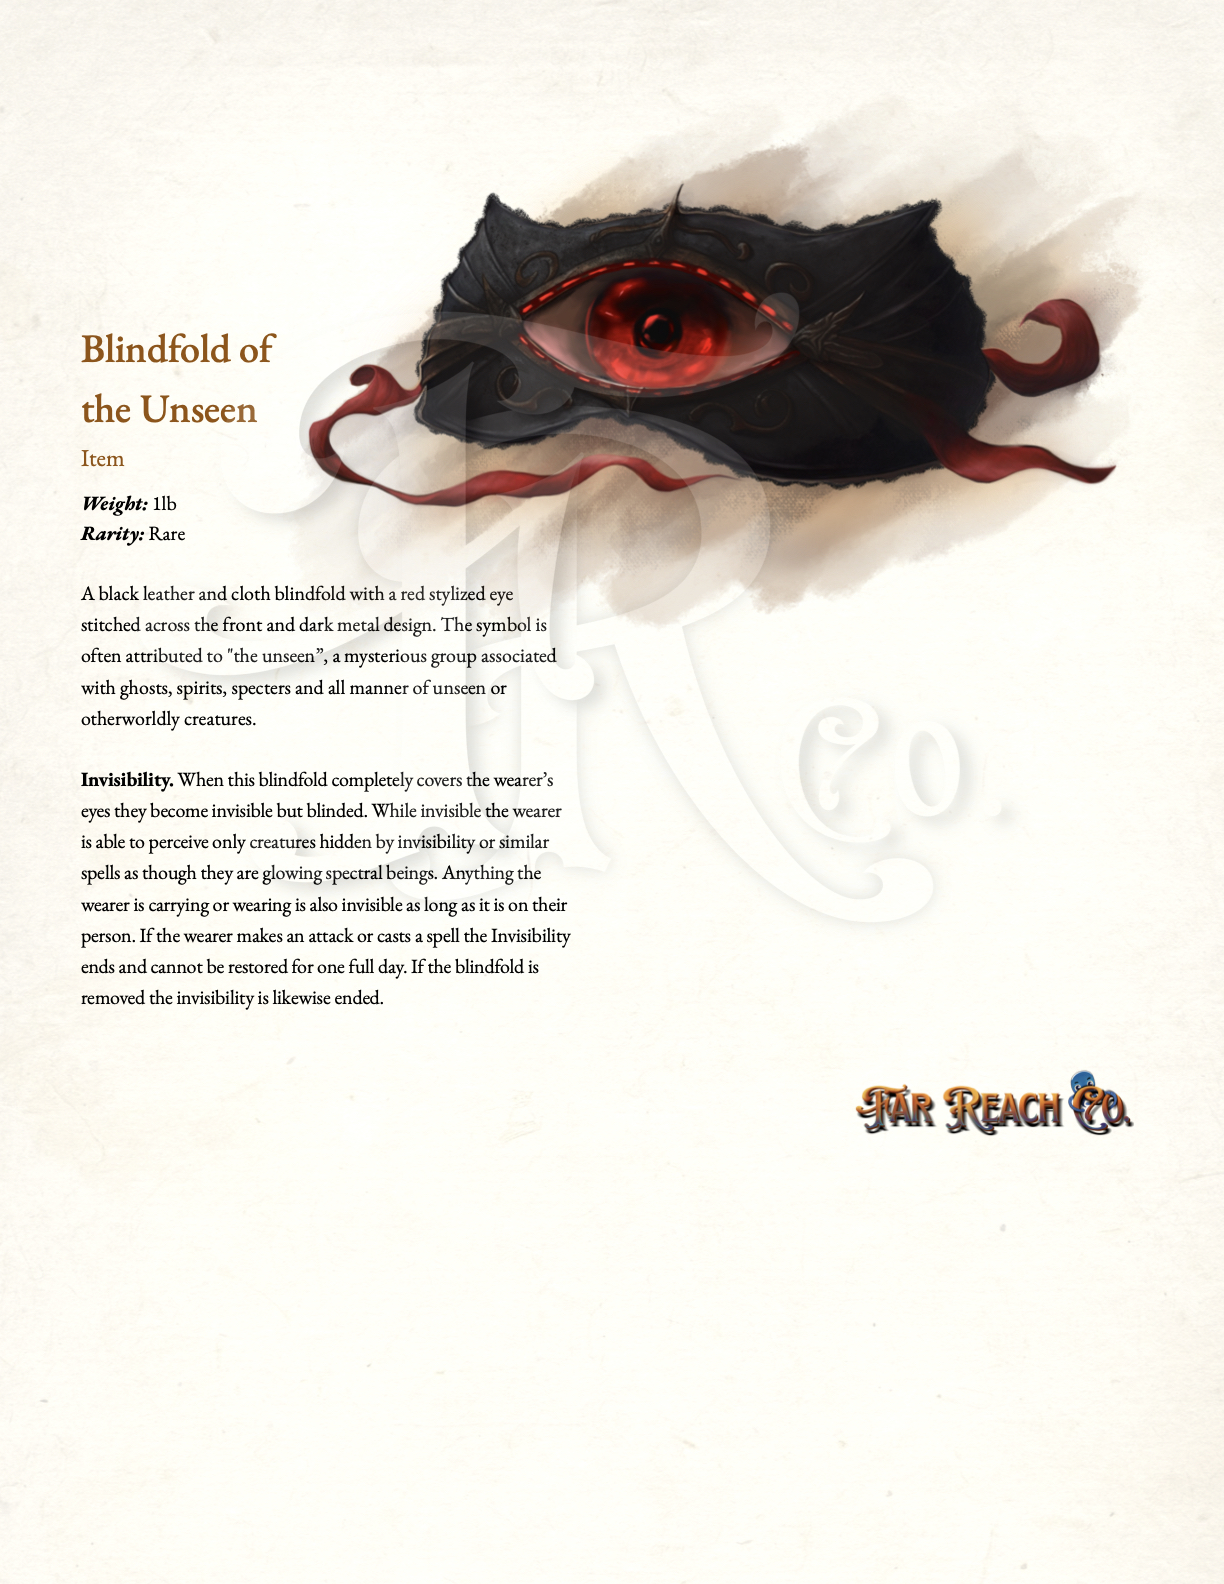 Blindfold of
the Unseen
Item
Weight: 1lb
Rarity: Rare
A black leather and cloth blindfold with a red stylized eye
stitched across the front and dark metal design. The symbol is
often attributed to "the unseen”, a mysterious group associated
with ghosts, spirits, specters and all manner of unseen or
otherworldly creatures.
Invisibility. When this blindfold completely covers the wearer’s
eyes they become invisible but blinded. While invisible the wearer
is able to perceive only creatures hidden by invisibility or similar
spells as though they are glowing spectral beings. Anything the
wearer is carrying or wearing is also invisible as long as it is on their
person. If the wearer makes an attack or casts a spell the Invisibility
ends and cannot be restored for one full day. If the blindfold is
removed the invisibility is likewise ended.
FR Co.
Far Reach Co.